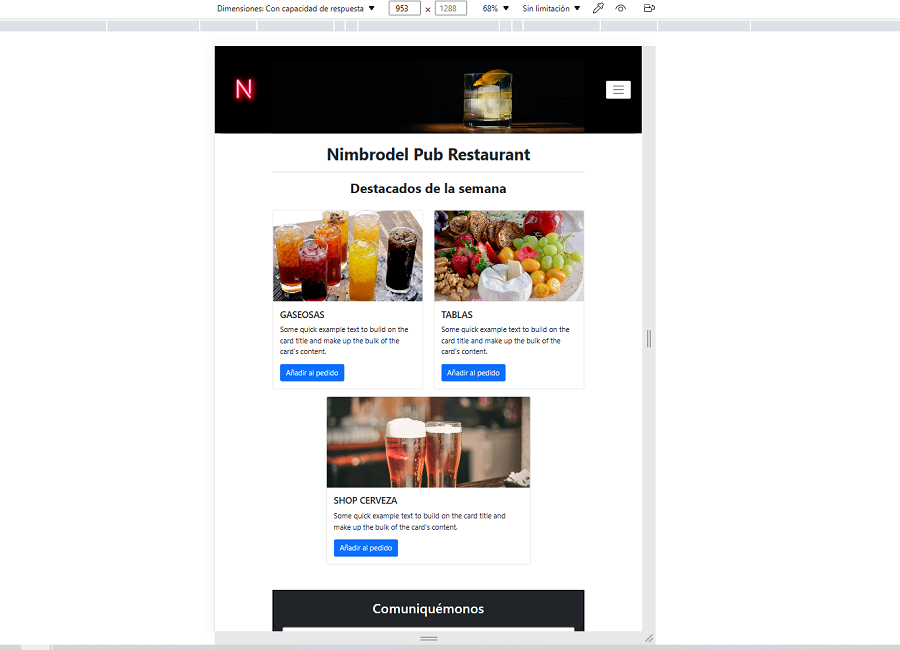 Dimensiones: Con capacidad de respuesta 953 × 1288 68% Sin limitación
N
Nimbrodel Pub Restaurant
Destacados de la semana
GASEOSAS
Some quick example text to build on the
card title and make up the bulk of the
card's content.
Añadir al pedido
TABLAS
Some quick example text to build on the
card title and make up the bulk of the
card's content.
Añadir al pedido
SHOP CERVEZA
Some quick example text to build on the card title and
make up the bulk of the card's content.
Añadir al pedido
Comuniquémonos